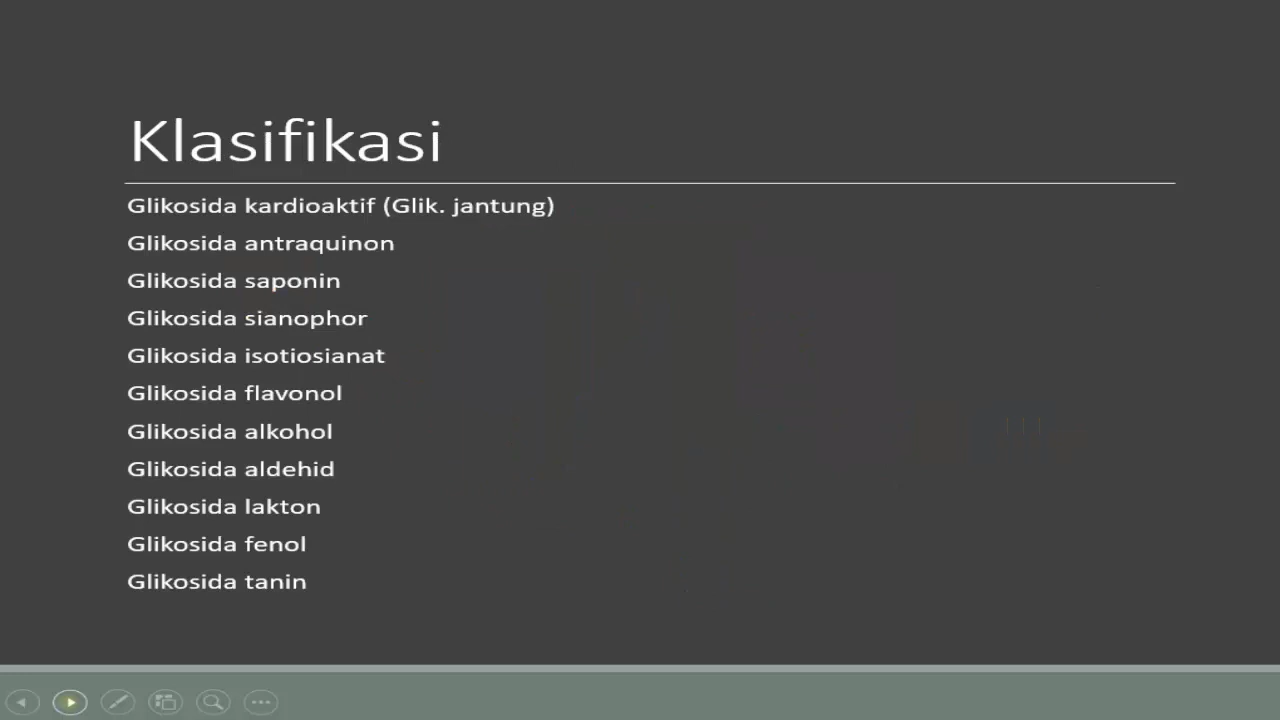 Klasifikasi
Glikosida kardioaktif (Glik. jantung)
Glikosida antraquinon
Glikosida saponin
Glikosida sianophor
Glikosida isotiosianat
Glikosida flavonol
Glikosida alkohol
Glikosida aldehid
Glikosida lakton
Glikosida fenol
Glikosida tanin